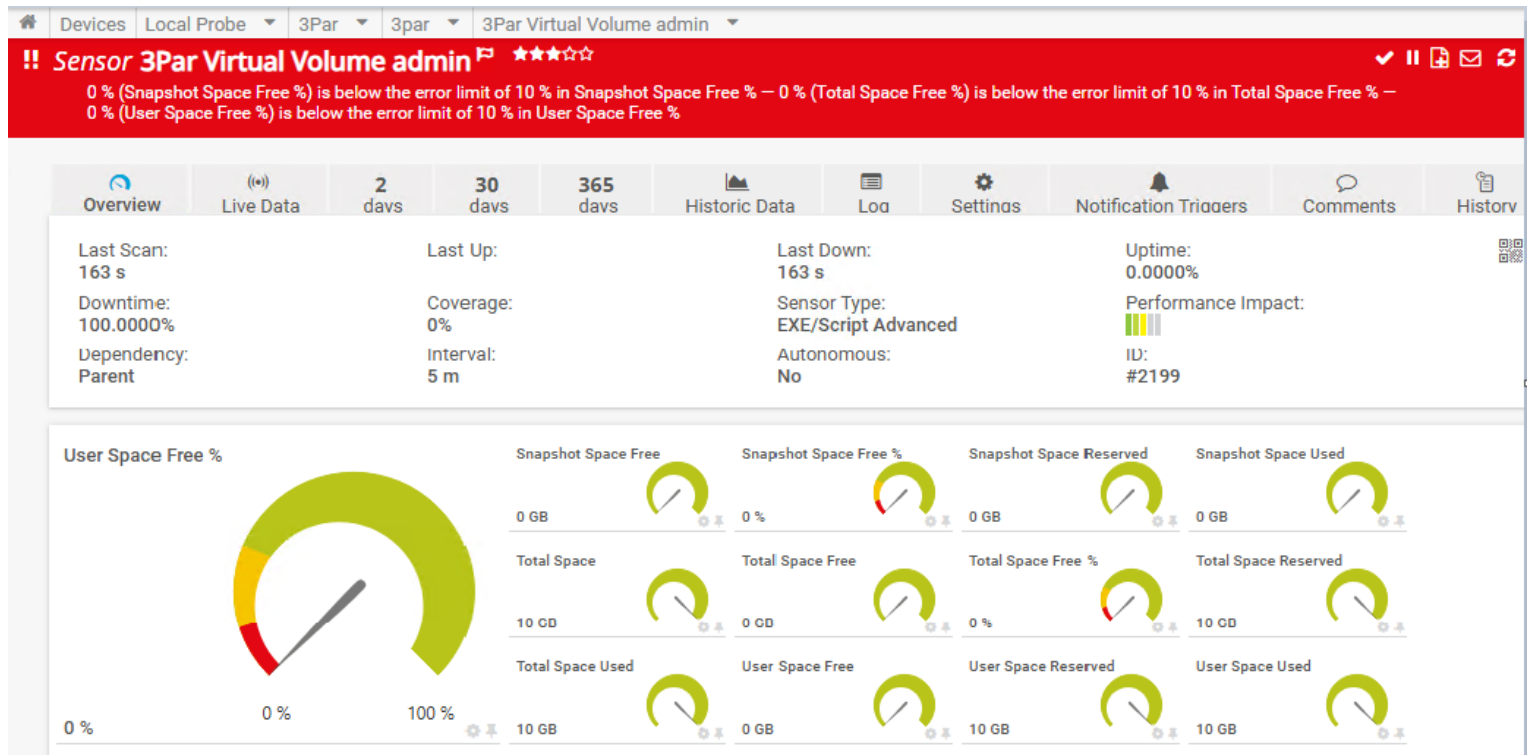 Devices Local Probe 3Par 3par 3Par Virtual Volume admin
!! Sensor 3Par Virtual Volume admin
0 % (Snapshot Space Free %) is below the error limit of 10 % in Snapshot Space Free % — 0 % (Total Space Free %) is below the error limit of 10 % in Total Space Free % —
0 % (User Space Free %) is below the error limit of 10 % in User Space Free %
2 30 365
Overview Live Data days days days Historic Data Log Settings Notification Triggers Comments History
Last Scan: Last Up: Last Down: Uptime:
163 s 163 s 0.0000%
Downtime: Coverage: Sensor Type: Performance Impact:
100.0000% 0% EXE/Script Advanced
Dependency: Interval: Autonomous: ID:
Parent 5 m No #2199
User Space Free %
0 % 100 %
0 %
Snapshot Space Free Snapshot Space Free % Snapshot Space Reserved Snapshot Space Used
0 GB 0 % 0 GB 0 GB
Total Space Total Space Free Total Space Free % Total Space Reserved
10 GB 0 GB 0 % 10 GB
Total Space Used User Space Free User Space Reserved User Space Used
10 GB 0 GB 10 GB 10 GB